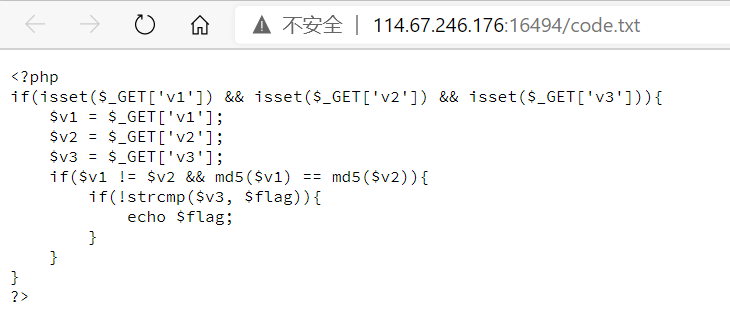 不安全 | 114.67.246.176:16494/code.txt
<?php
if(isset($_GET['v1']) && isset($_GET['v2']) && isset($_GET['v3'])){
    $v1 = $_GET['v1'];
    $v2 = $_GET['v2'];
    $v3 = $_GET['v3'];
    if($v1 != $v2 && md5($v1) == md5($v2)){
        if(!strcmp($v3, $flag)){
            echo $flag;
        }
    }
}
?>